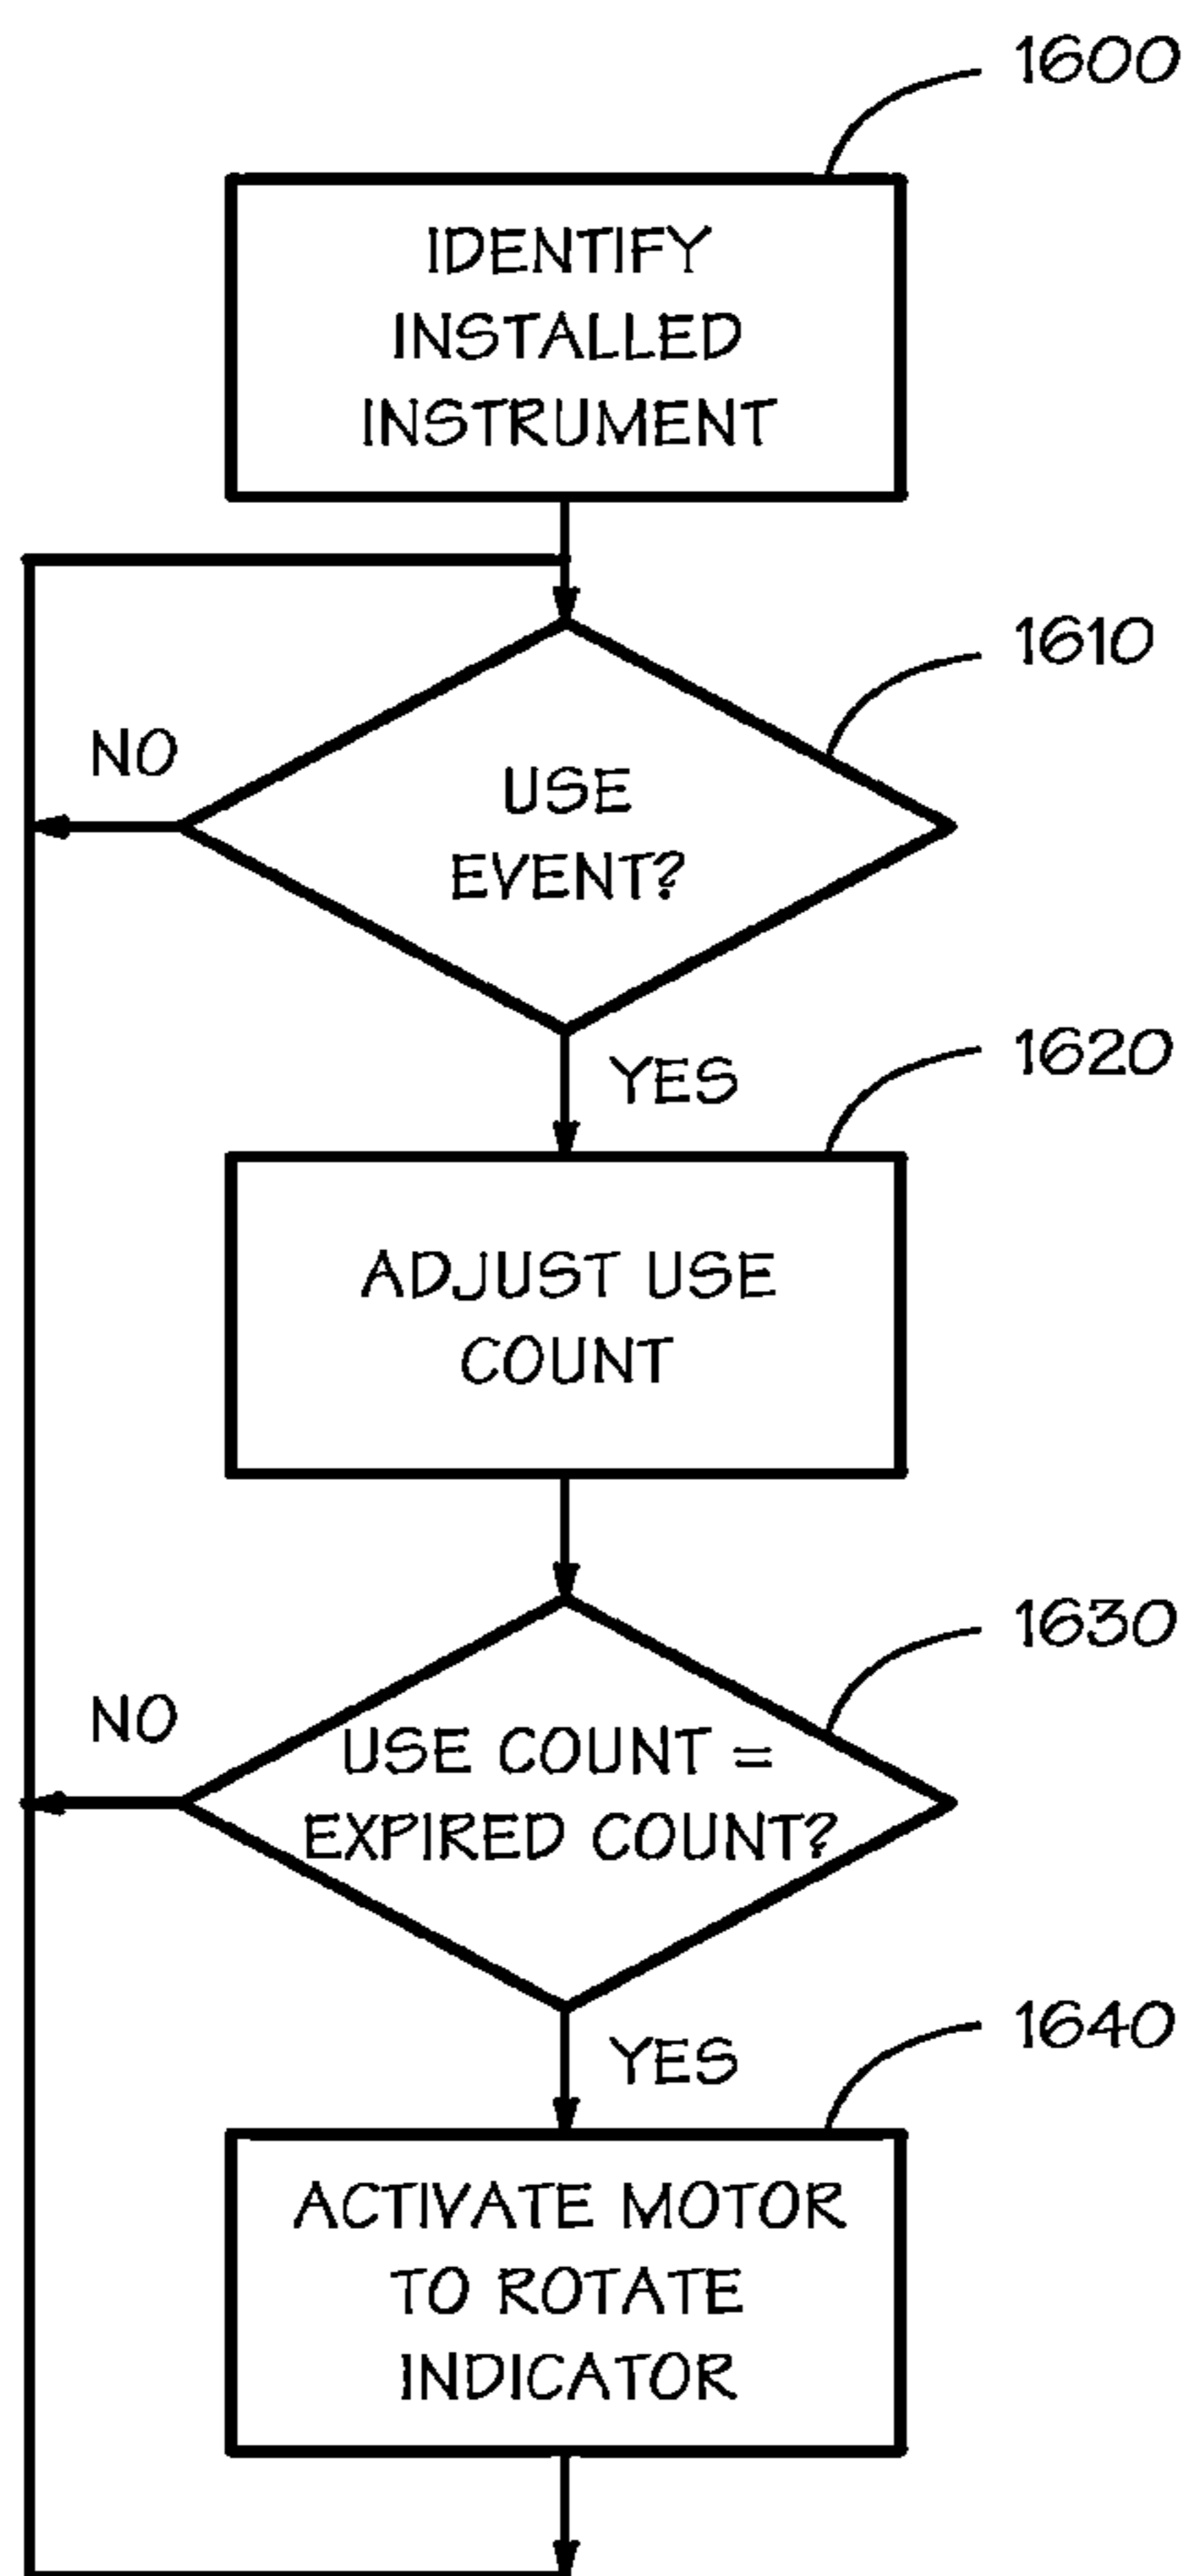 1600
IDENTIFY
INSTALLED
INSTRUMENT
1610
NO
USE
EVENT?
YES
1620
ADJUST USE
COUNT
1630
NO
USE COUNT =
EXPIRED COUNT?
YES
1640
ACTIVATE MOTOR
TO ROTATE
INDICATOR